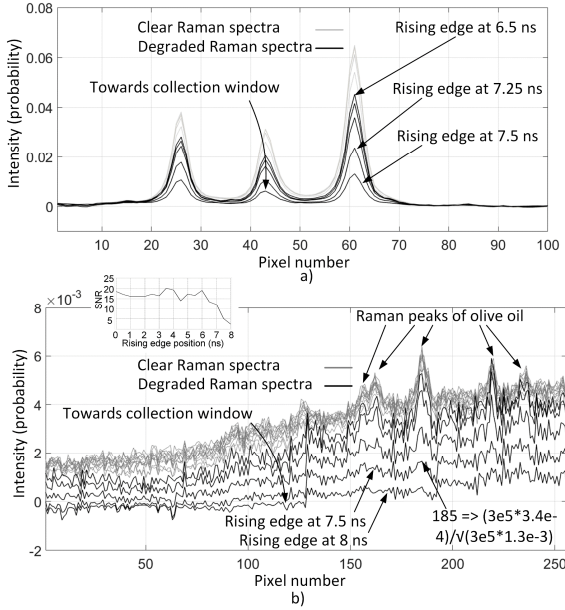 0.08
0.06
0.04
0.02
0
Intensity (probability)
Clear Raman spectra
Degraded Raman spectra
Towards collection window
Rising edge at 6.5 ns
Rising edge at 7.25 ns
Rising edge at 7.5 ns
10 20 30 40 50 60 70 80 90 100
Pixel number
a)
25
20
15
10
5
SNR
0 1 2 3 4 5 6 7 8
Rising edge position (ns)
×10⁻³
8
6
4
2
0
-2
Intensity (probability)
Raman peaks of olive oil
Clear Raman spectra
Degraded Raman spectra
Towards collection window
Rising edge at 7.5 ns
Rising edge at 8 ns
185 => (3e5*3.4e-
4)/√(3e5*1.3e-3)
50 100 150 200 250
Pixel number
b)